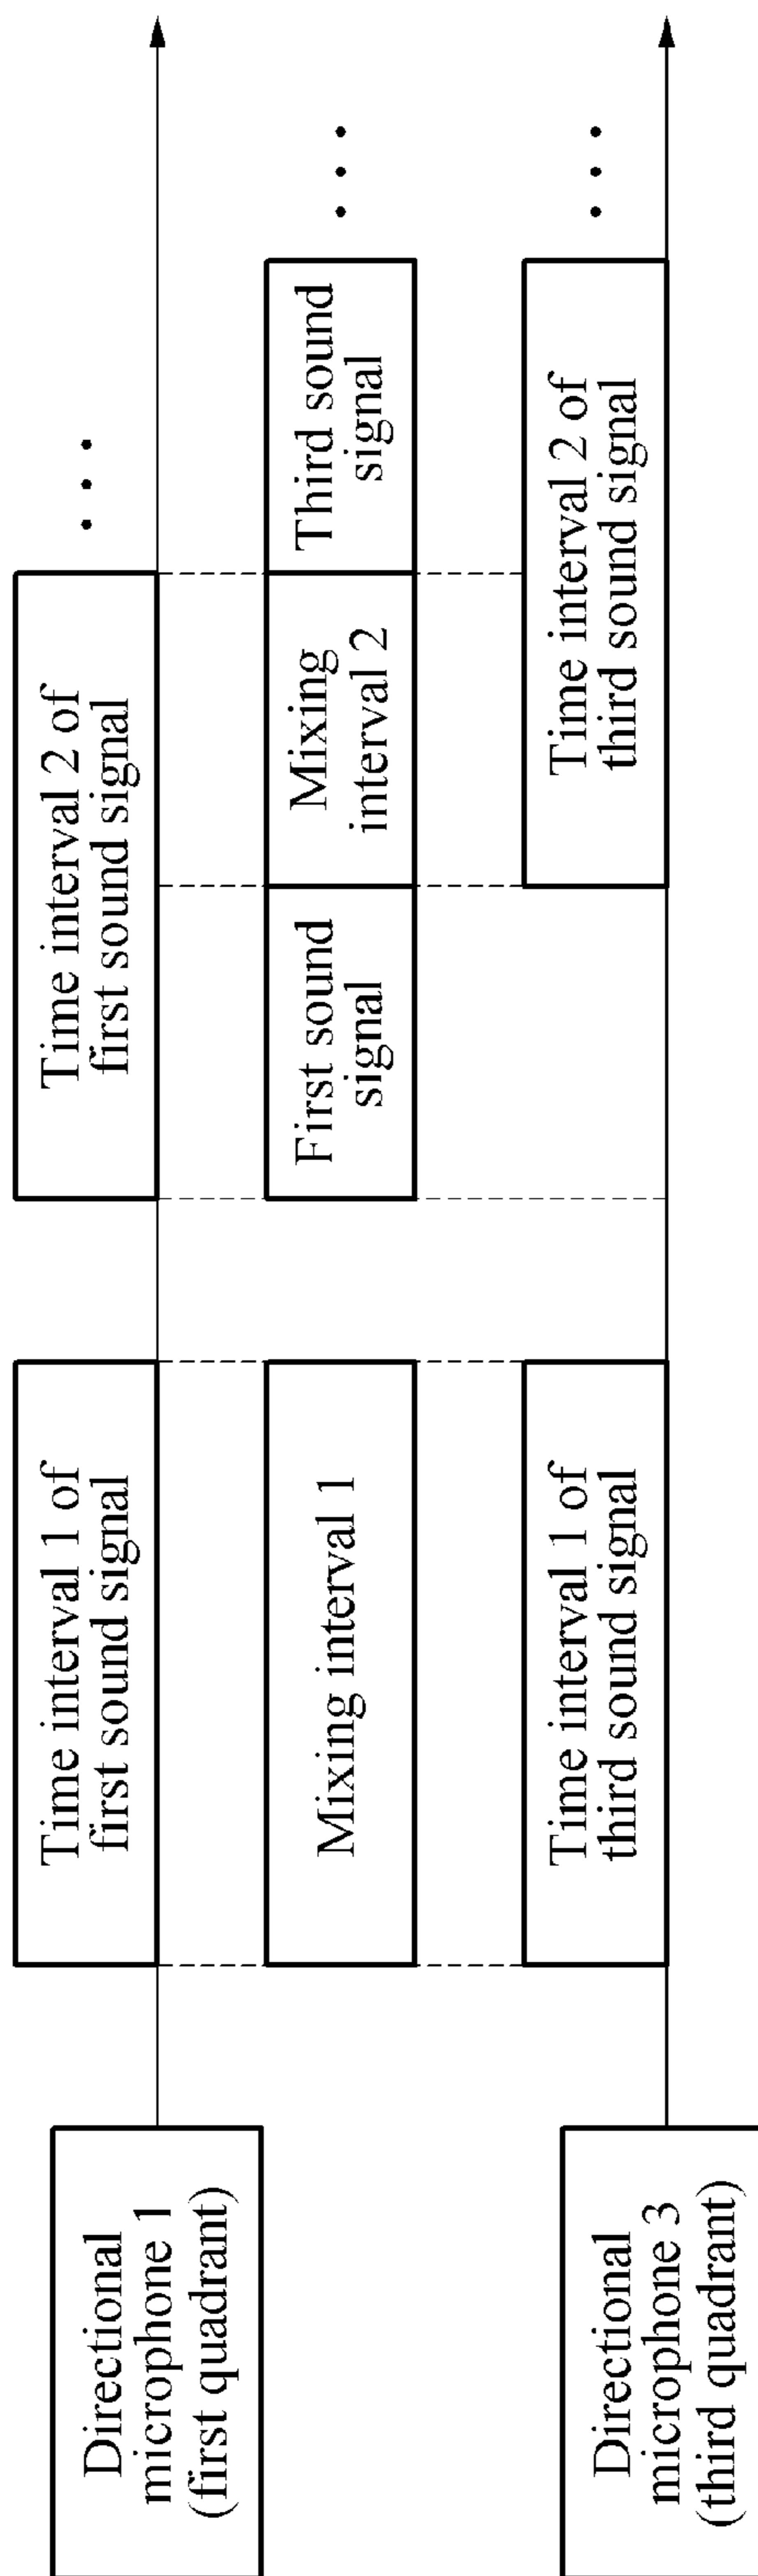 Directional
microphone 1
(first quadrant)
Time interval 1 of
first sound signal
Time interval 2 of
first sound signal
Mixing interval 1
First sound
signal
Mixing
interval 2
Third sound
signal
Directional
microphone 3
(third quadrant)
Time interval 1 of
third sound signal
Time interval 2 of
third sound signal